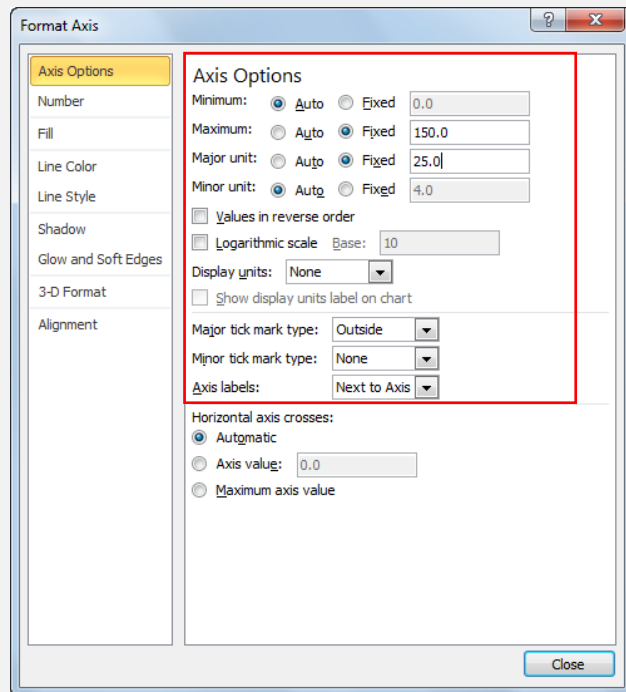 Format Axis
?
Axis Options
Number
Fill
Line Color
Line Style
Shadow
Glow and Soft Edges
3-D Format
Alignment
Axis Options
Minimum: Auto Fixed 0.0
Maximum: Auto Fixed 150.0
Major unit: Auto Fixed 25.0
Minor unit: Auto Fixed 4.0
Values in reverse order
Logarithmic scale Base: 10
Display units: None
Show display units label on chart
Major tick mark type: Outside
Minor tick mark type: None
Axis labels: Next to Axis
Horizontal axis crosses:
Automatic
Axis value: 0.0
Maximum axis value
Close